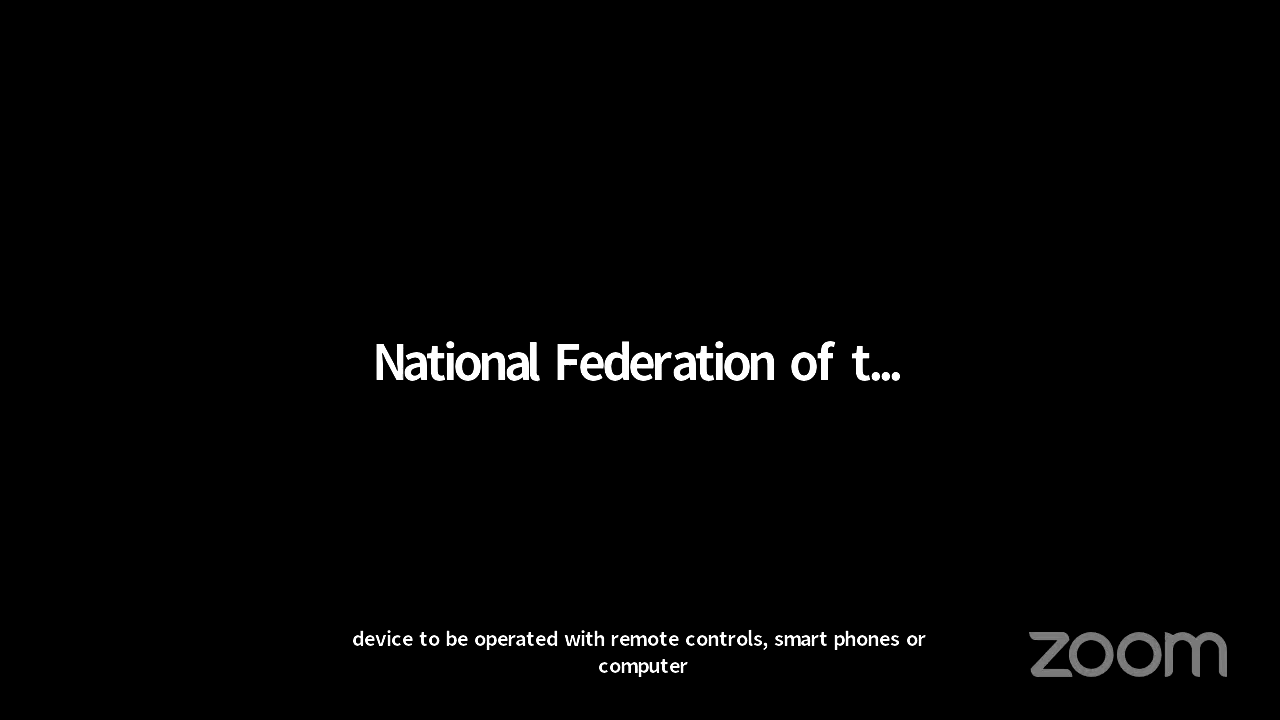 National Federation of t...
device to be operated with remote controls, smart phones or
computer
zoom